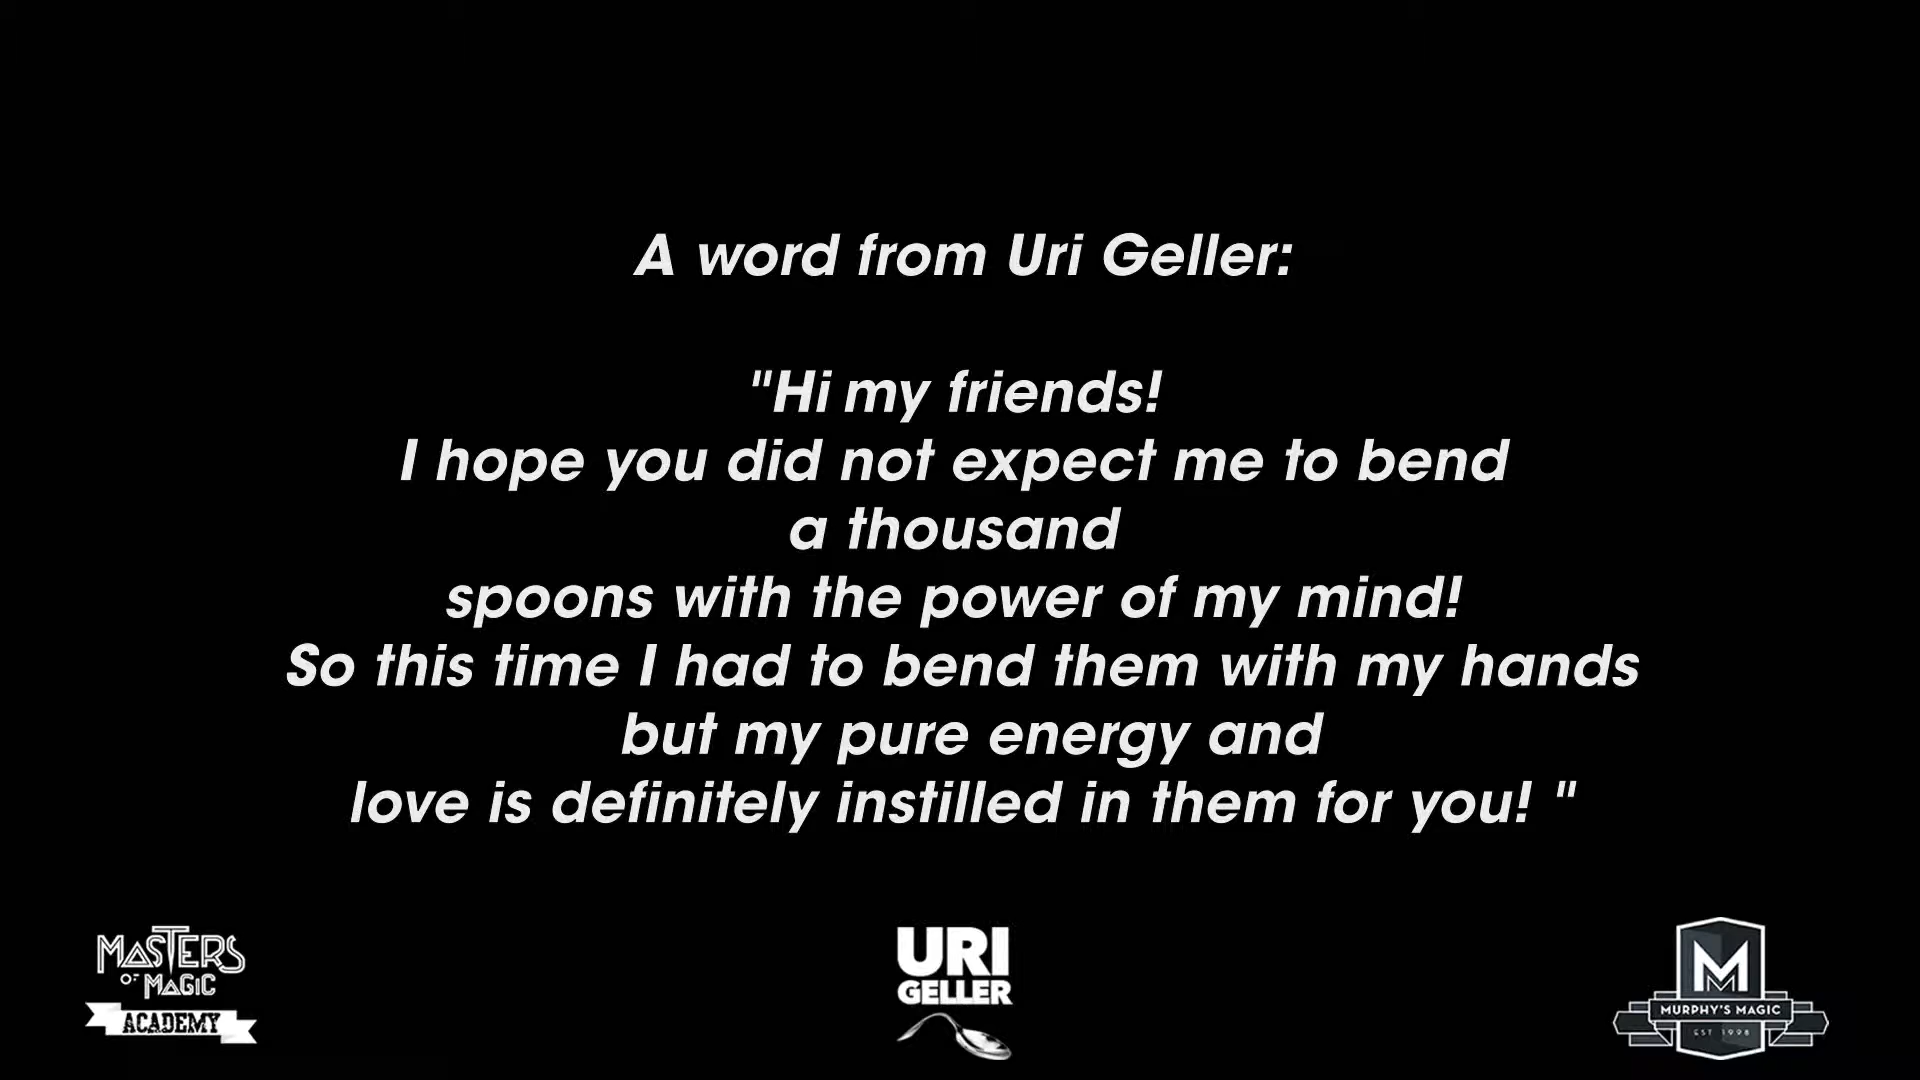 A word from Uri Geller:
"Hi my friends!
I hope you did not expect me to bend
a thousand
spoons with the power of my mind!
So this time I had to bend them with my hands
but my pure energy and
love is definitely instilled in them for you! "
MASTERS
OF MAGIC
ACADEMY
URI
GELLER
M
MURPHY'S MAGIC
EST 1998